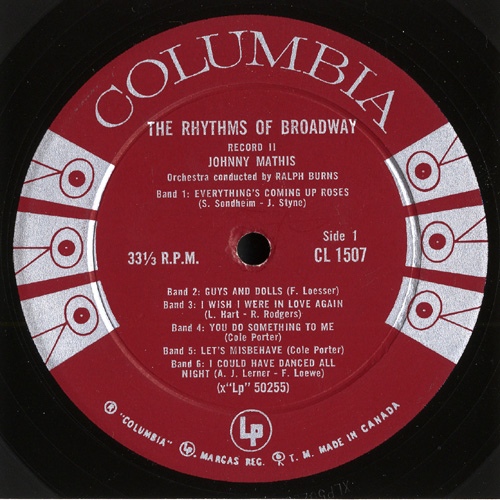 COLUMBIA
THE RHYTHMS OF BROADWAY
RECORD II
JOHNNY MATHIS
Orchestra conducted by RALPH BURNS
Band 1: EVERYTHING'S COMING UP ROSES
(S. Sondheim - J. Styne)
33⅓ R.P.M.
Side 1
CL 1507
Band 2: GUYS AND DOLLS (F. Loesser)
Band 3: I WISH I WERE IN LOVE AGAIN
(L. Hart - R. Rodgers)
Band 4: YOU DO SOMETHING TO ME
(Cole Porter)
Band 5: LET'S MISBEHAVE (Cole Porter)
Band 6: I COULD HAVE DANCED ALL
NIGHT (A. J. Lerner - F. Loewe)
(x"Lp" 50255)
Lp
® "COLUMBIA" Lp. MARCAS REG. ® T. M. MADE IN CANADA